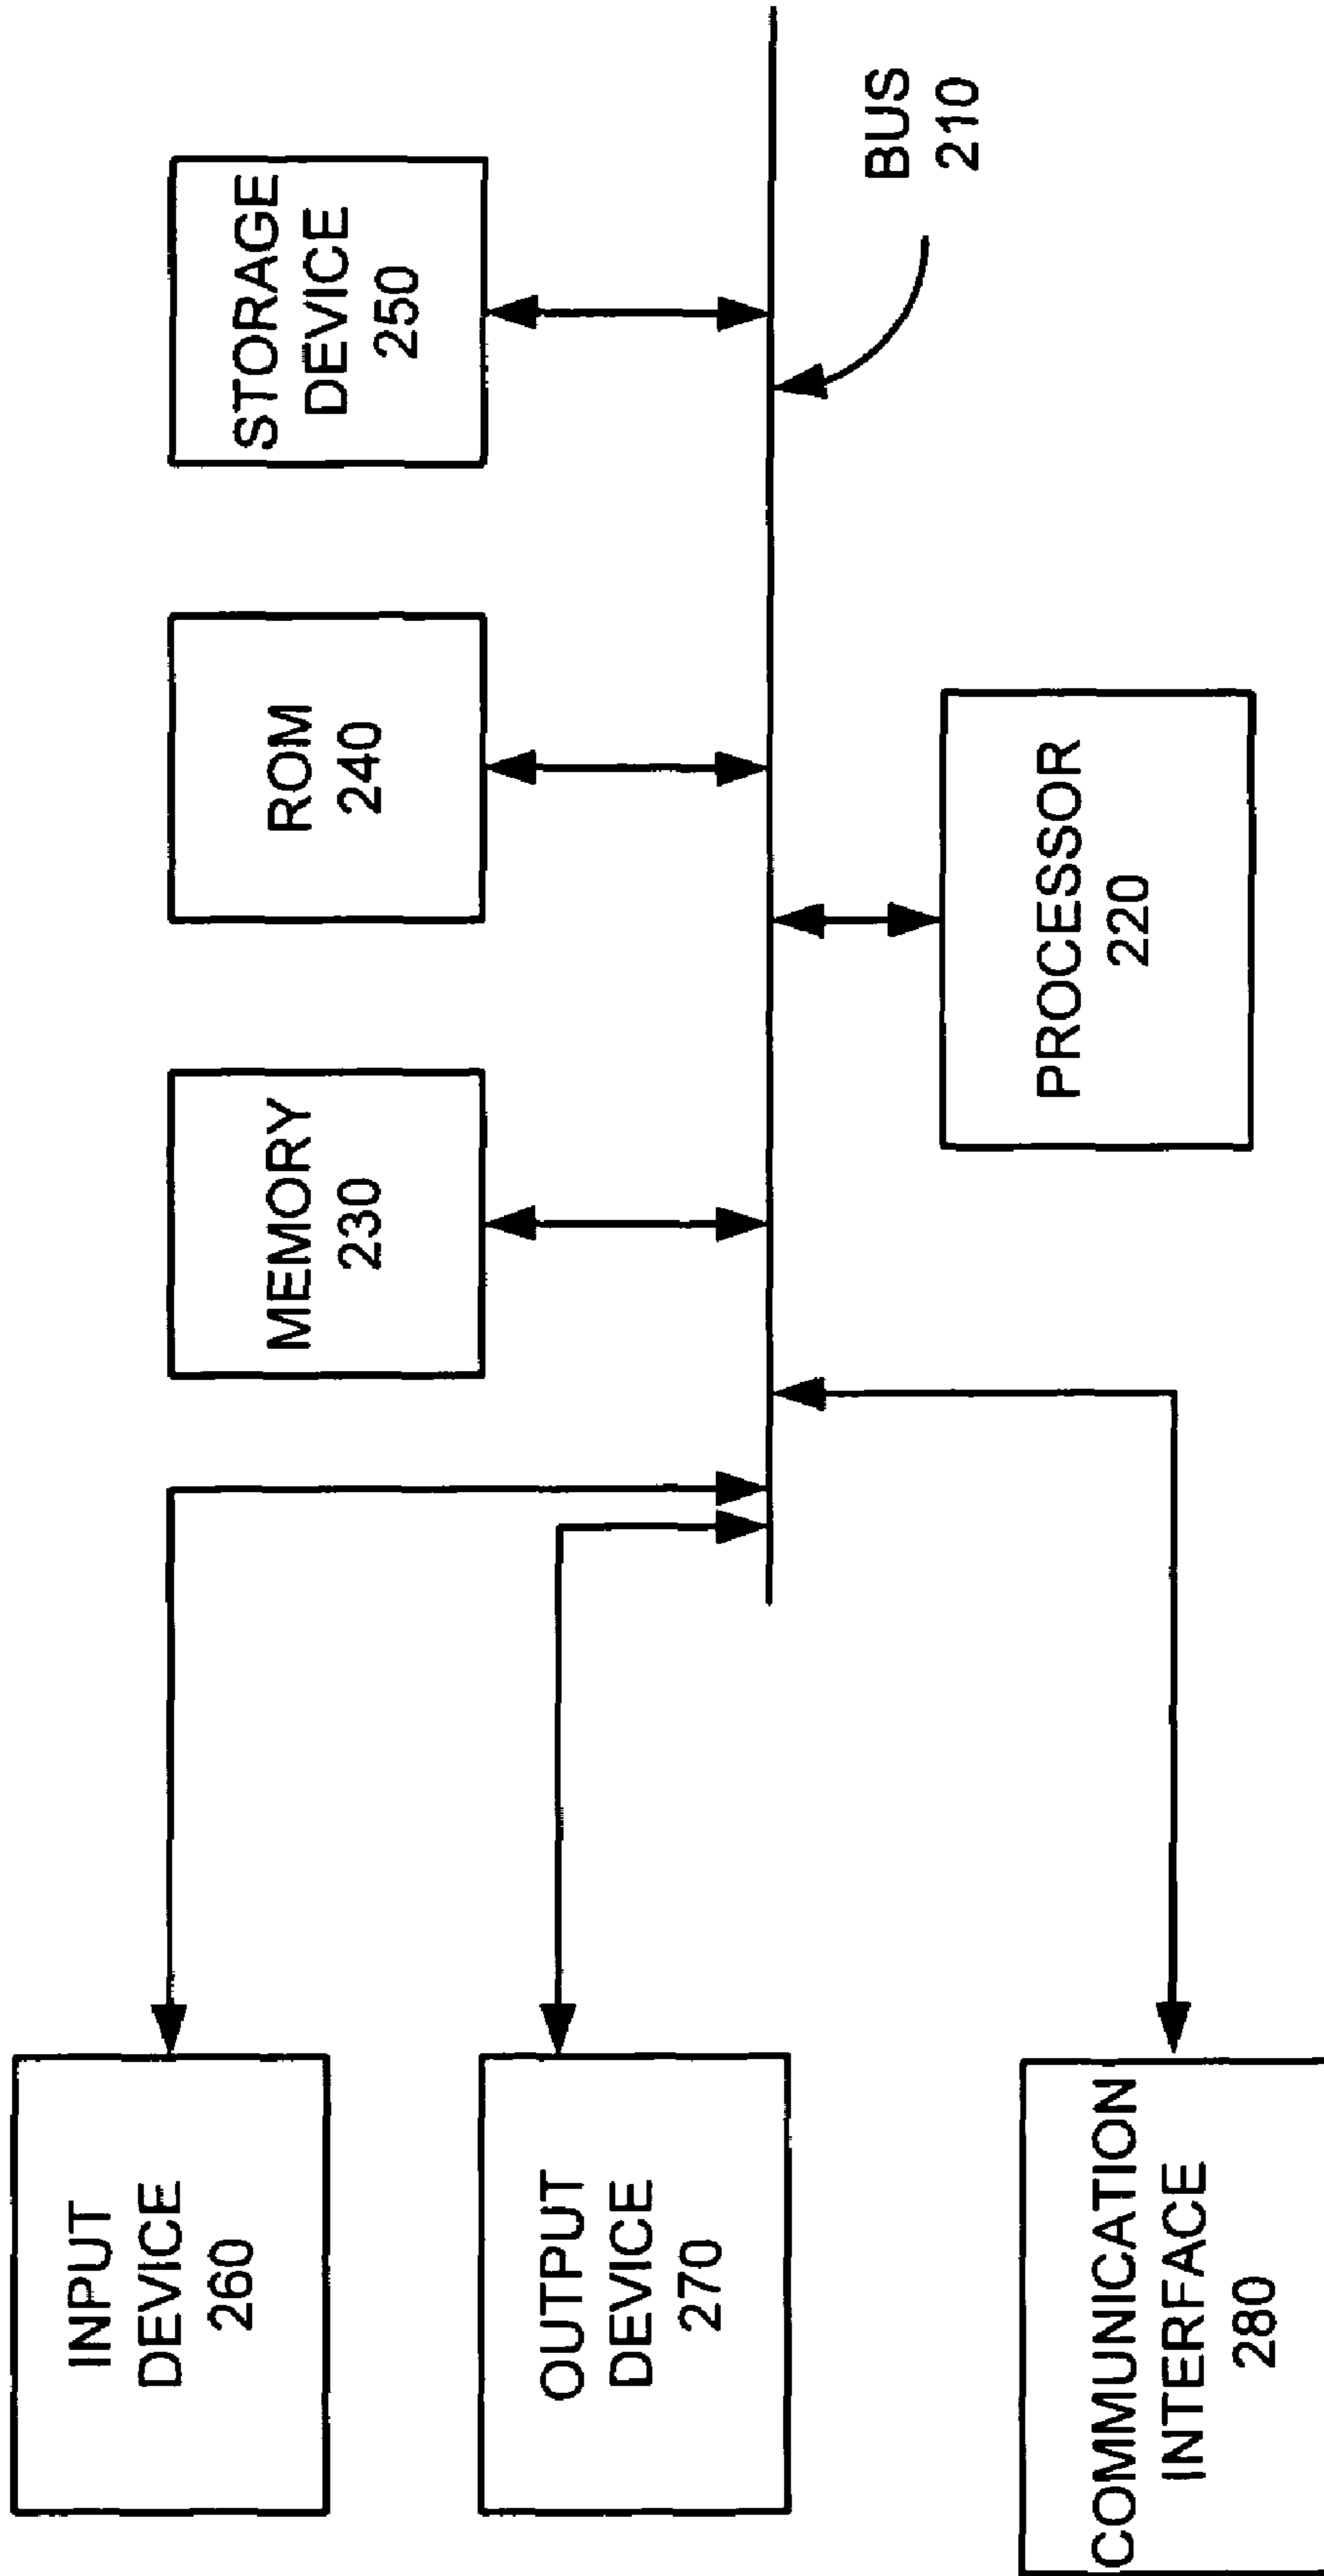 INPUT
DEVICE
260
OUTPUT
DEVICE
270
COMMUNICATION
INTERFACE
280
MEMORY
230
ROM
240
STORAGE
DEVICE
250
PROCESSOR
220
BUS
210